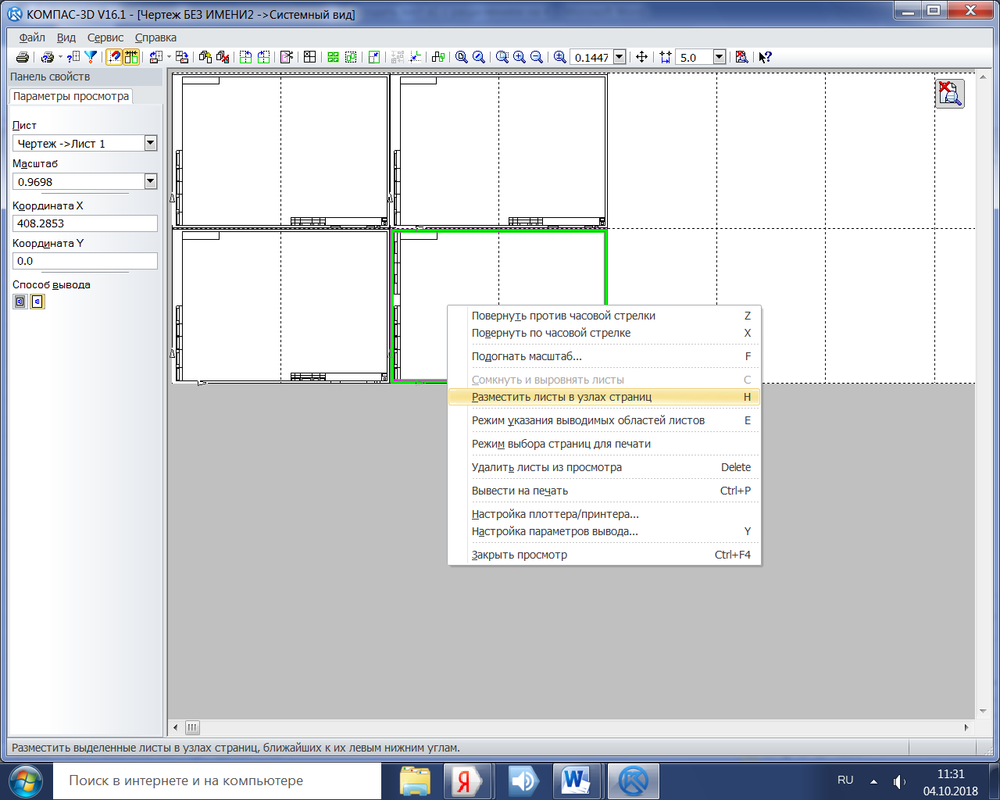 КОМПАС-3D V16.1 - [Чертеж БЕЗ ИМЕНИ2 ->Системный вид]
Файл Вид Сервис Справка
0.1447 5.0
Панель свойств
Параметры просмотра
Лист
Чертеж ->Лист 1
Масштаб
0.9698
Координата X
408.2853
Координата Y
0.0
Способ вывода
Повернуть против часовой стрелки Z
Повернуть по часовой стрелке X
Подогнать масштаб... F
Сомкнуть и выровнять листы C
Разместить листы в узлах страниц H
Режим указания выводимых областей листов E
Режим выбора страниц для печати
Удалить листы из просмотра Delete
Вывести на печать Ctrl+P
Настройка плоттера/принтера...
Настройка параметров вывода... Y
Закрыть просмотр Ctrl+F4
Разместить выделенные листы в узлах страниц, ближайших к их левым нижним углам.
Поиск в интернете и на компьютере
RU
11:31
04.10.2018